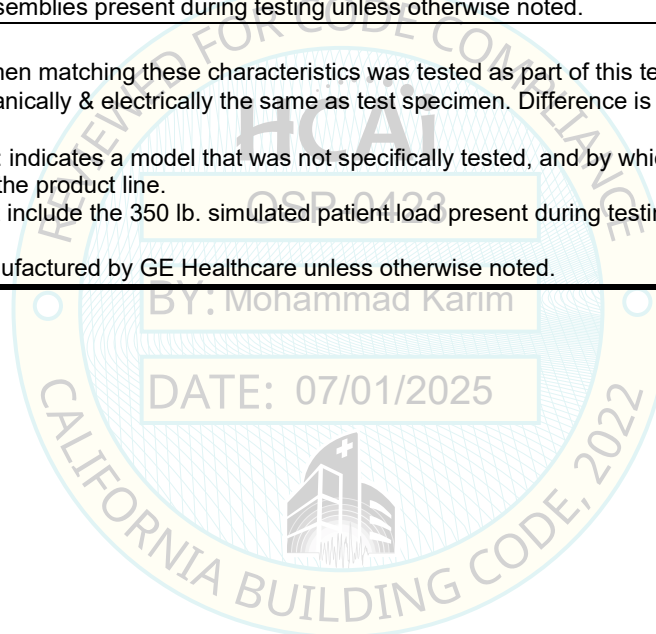 semblies present during testing unless otherwise noted.
REVIEWED FOR CODE COMPLIANCE
nen matching these characteristics was tested as part of this te
anically & electrically the same as test specimen. Difference is
HCAi
: indicates a model that was not specifically tested, and by whic
the product line.
OSP-0423
include the 350 lb. simulated patient load present during testin
ufactured by GE Healthcare unless otherwise noted.
BY: Mohammad Karim
DATE: 07/01/2025
CALIFORNIA BUILDING CODE, 2022